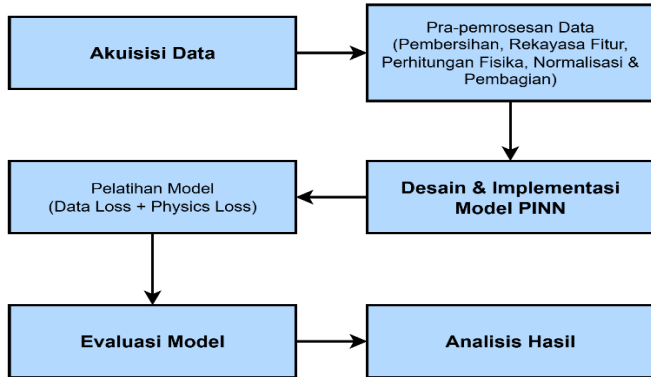 Akuisisi Data
Pra-pemrosesan Data
(Pembersihan, Rekayasa Fitur,
Perhitungan Fisika, Normalisasi &
Pembagian)
Desain & Implementasi
Model PINN
Pelatihan Model
(Data Loss + Physics Loss)
Evaluasi Model
Analisis Hasil